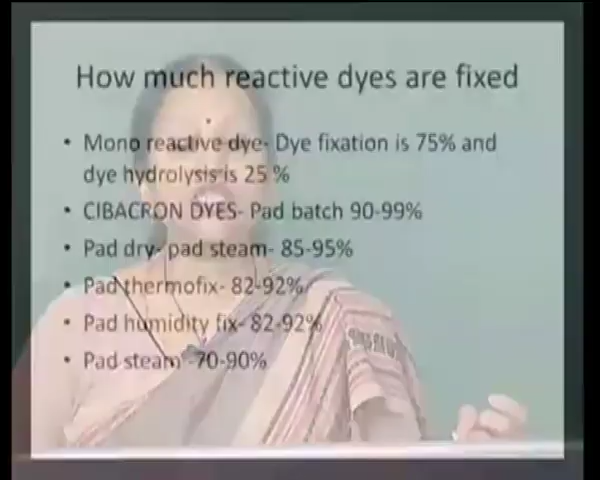 How much reactive dyes are fixed
• Mono reactive dye- Dye fixation is 75% and
dye hydrolysis is 25 %
• CIBACRON DYES- Pad batch 90-99%
• Pad dry- pad steam- 85-95%
• Pad thermofix- 82-92%
• Pad humidity fix- 82-92%
• Pad steam -70-90%